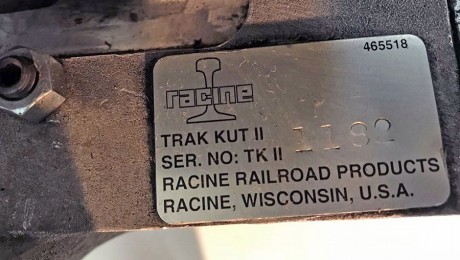 465518
racine
TRAK KUT II
SER. NO: TK II 1182
RACINE RAILROAD PRODUCTS
RACINE, WISCONSIN, U.S.A.